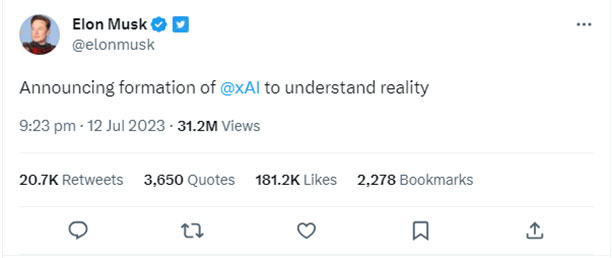 Elon Musk
@elonmusk
Announcing formation of @xAI to understand reality
9:23 pm · 12 Jul 2023 · 31.2M Views
20.7K Retweets 3,650 Quotes 181.2K Likes 2,278 Bookmarks